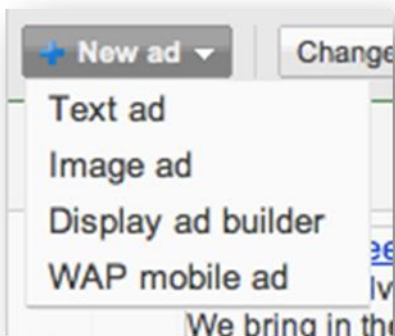 New ad
Change
Text ad
Image ad
Display ad builder
WAP mobile ad
We bring in the